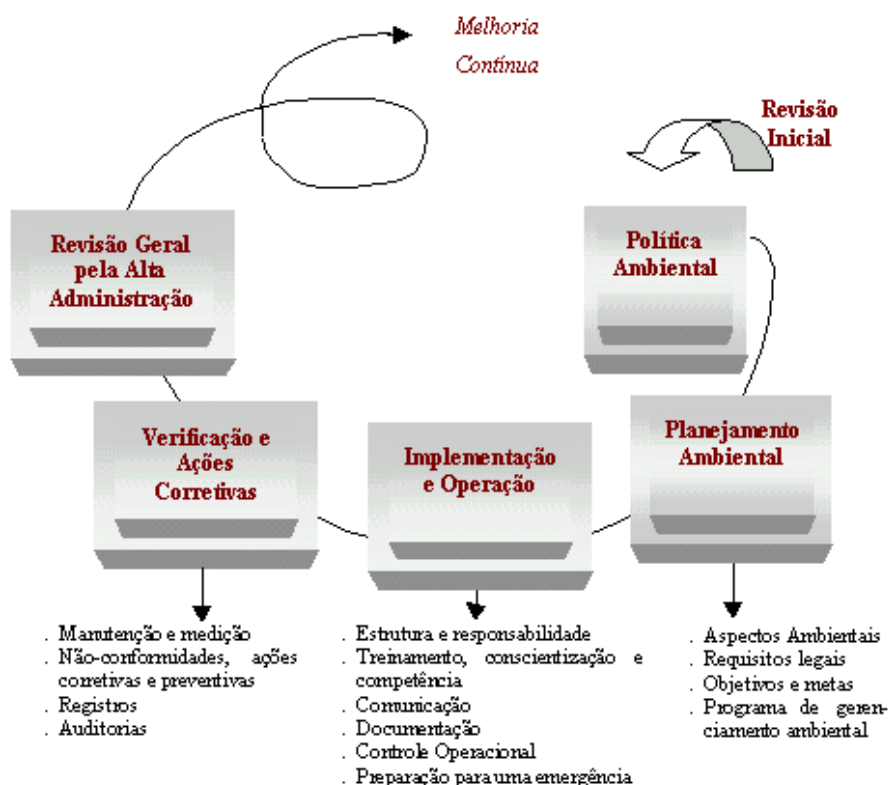 Melhoria
Contínua
Revisão
Inicial
Revisão Geral
pela Alta
Administração
Política
Ambiental
Verificação e
Ações
Corretivas
Implementação
e Operação
Planejamento
Ambiental
. Manutenção e medição
. Não-conformidades, ações
corretivas e preventivas
. Registros
. Auditorias
. Estrutura e responsabilidade
. Treinamento, conscientização e
competência
. Comunicação
. Documentação
. Controle Operacional
. Preparação para uma emergência
. Aspectos Ambientais
. Requisitos legais
. Objetivos e metas
. Programa de geren-
ciamento ambiental